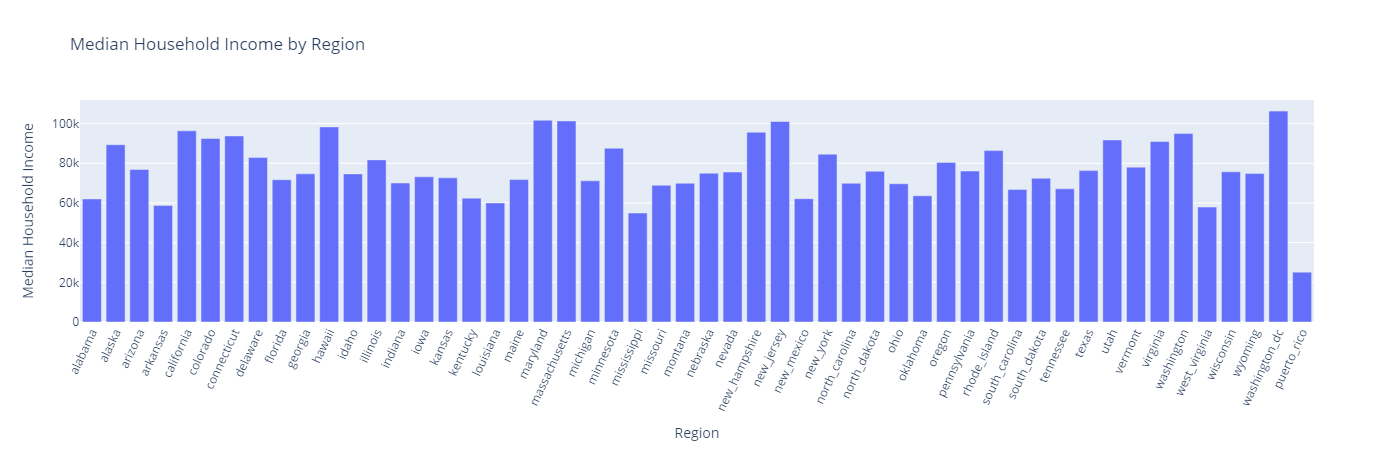 Median Household Income by Region
Median Household Income
100k
80k
60k
40k
20k
0
alabama
alaska
arizona
arkansas
california
colorado
connecticut
delaware
florida
georgia
hawaii
idaho
illinois
indiana
iowa
kansas
kentucky
louisiana
maine
maryland
massachusetts
michigan
minnesota
mississippi
missouri
montana
nebraska
nevada
new_hampshire
new_jersey
new_mexico
new_york
north_carolina
north_dakota
ohio
oklahoma
oregon
pennsylvania
rhode_island
south_carolina
south_dakota
tennessee
texas
utah
vermont
virginia
washington
west_virginia
wisconsin
wyoming
washington_dc
puerto_rico
Region